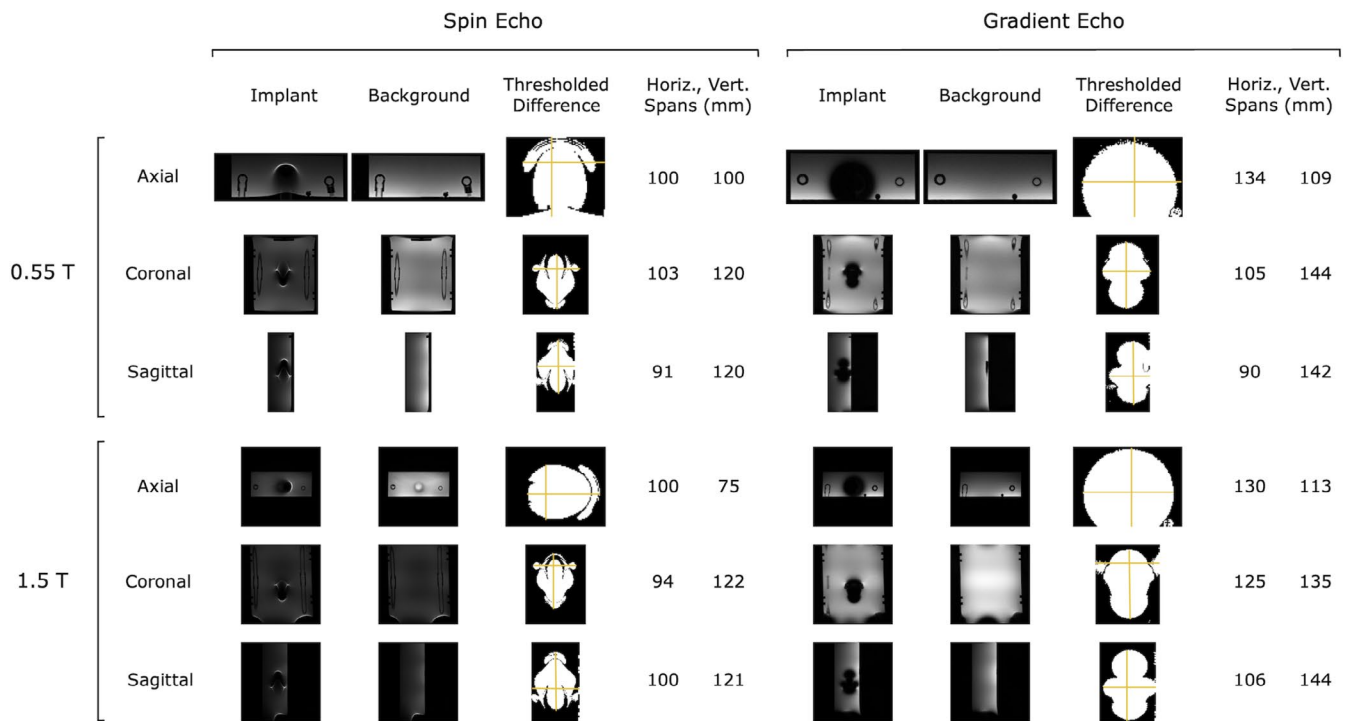 Spin Echo Gradient Echo
Implant Background Thresholded Difference Horiz., Vert. Spans (mm) Implant Background Thresholded Difference Horiz., Vert. Spans (mm)
0.55 T
Axial 100 100 134 109
Coronal 103 120 105 144
Sagittal 91 120 90 142
1.5 T
Axial 100 75 130 113
Coronal 94 122 125 135
Sagittal 100 121 106 144